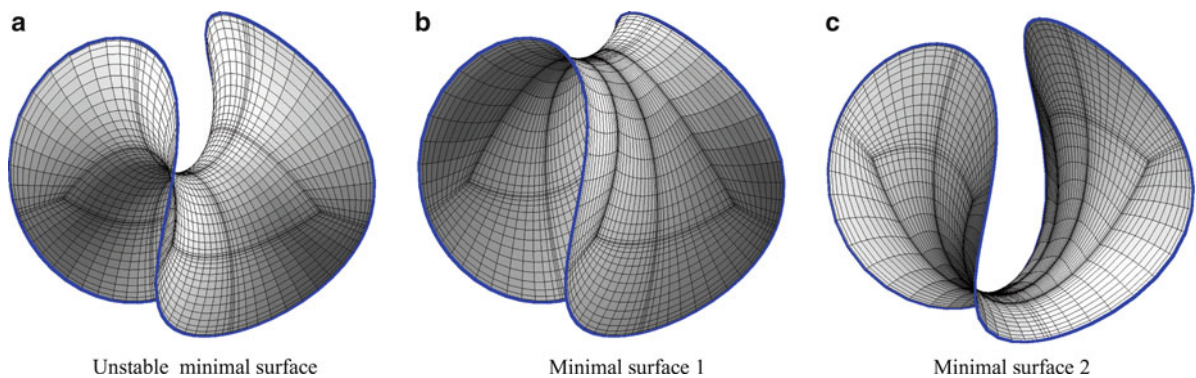 a
b
c
Unstable minimal surface
Minimal surface 1
Minimal surface 2